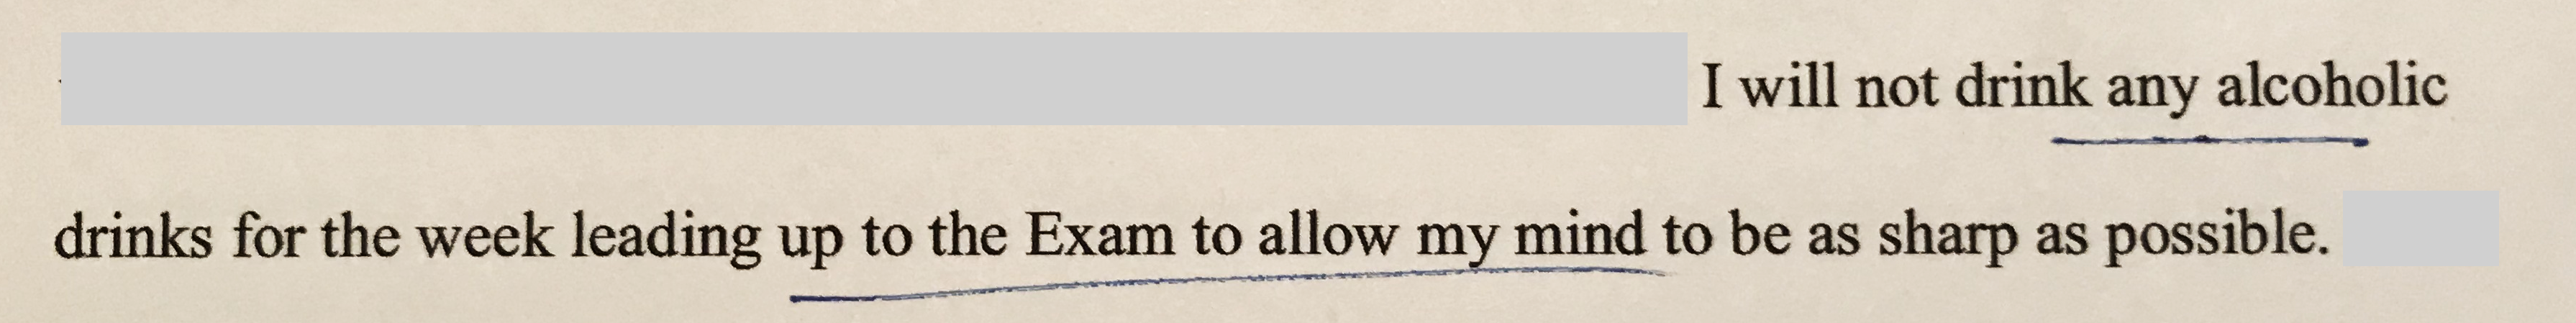 I will not drink any alcoholic
drinks for the week leading up to the Exam to allow my mind to be as sharp as possible.